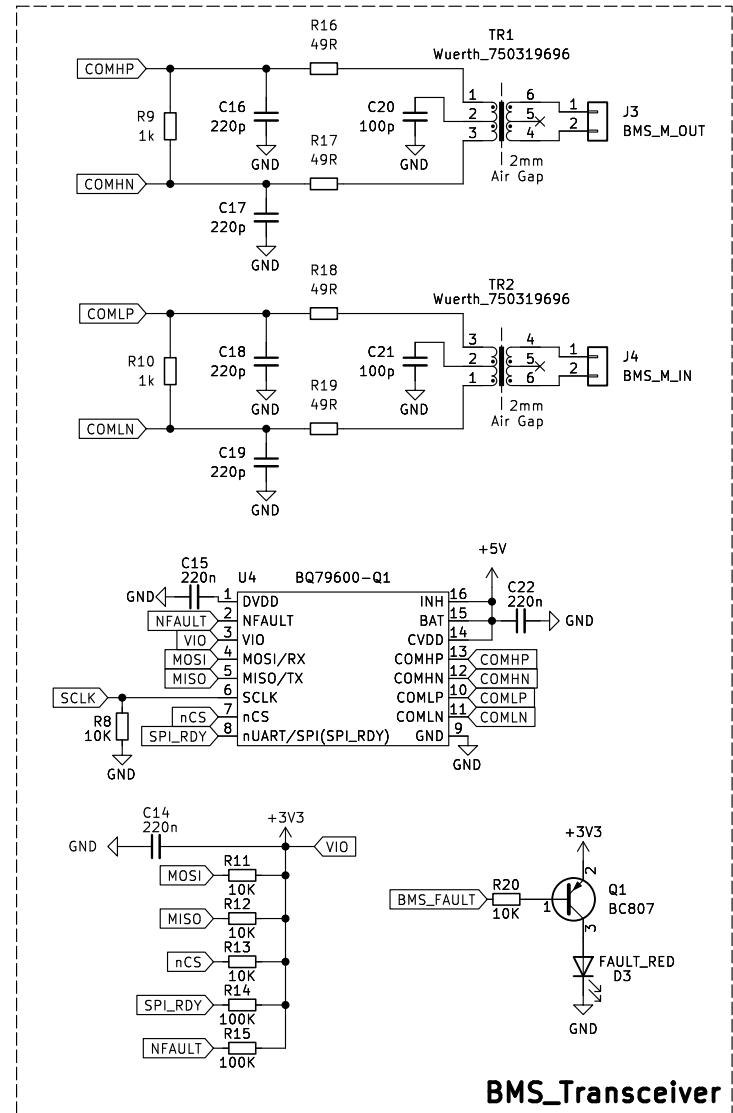 R16
49R
TR1
Wuerth_750319696
COMHP
R9
1k
C16
220p
GND
C20
100p
GND
1
2
3
6
5
4
1
2
J3
BMS_M_OUT
R17
49R
2mm
Air Gap
COMHN
C17
220p
GND
R18
49R
TR2
Wuerth_750319696
COMLP
R10
1k
C18
220p
GND
C21
100p
GND
3
2
1
4
5
6
1
2
J4
BMS_M_IN
R19
49R
2mm
Air Gap
COMLN
C19
220p
GND
+5V
C15
220n
U4 BQ79600-Q1
C22
220n
GND 1 DVDD INH 16
NFAULT 2 NFAULT BAT 15 GND
VIO 3 VIO CVDD 14
MOSI 4 MOSI/RX COMHP 13 COMHP
MISO 5 MISO/TX COMHN 12 COMHN
SCLK 6 SCLK COMLP 10 COMLP
nCS 7 nCS COMLN 11 COMLN
SPI_RDY 8 nUART/SPI(SPI_RDY) GND 9
R8
10K
GND
GND
C14
220n
+3V3
GND
VIO
MOSI R11
10K
MISO R12
10K
nCS R13
10K
SPI_RDY R14
100K
NFAULT R15
100K
+3V3
BMS_FAULT
R20
10K
1
2
3
Q1
BC807
FAULT_RED
D3
GND
BMS_Transceiver